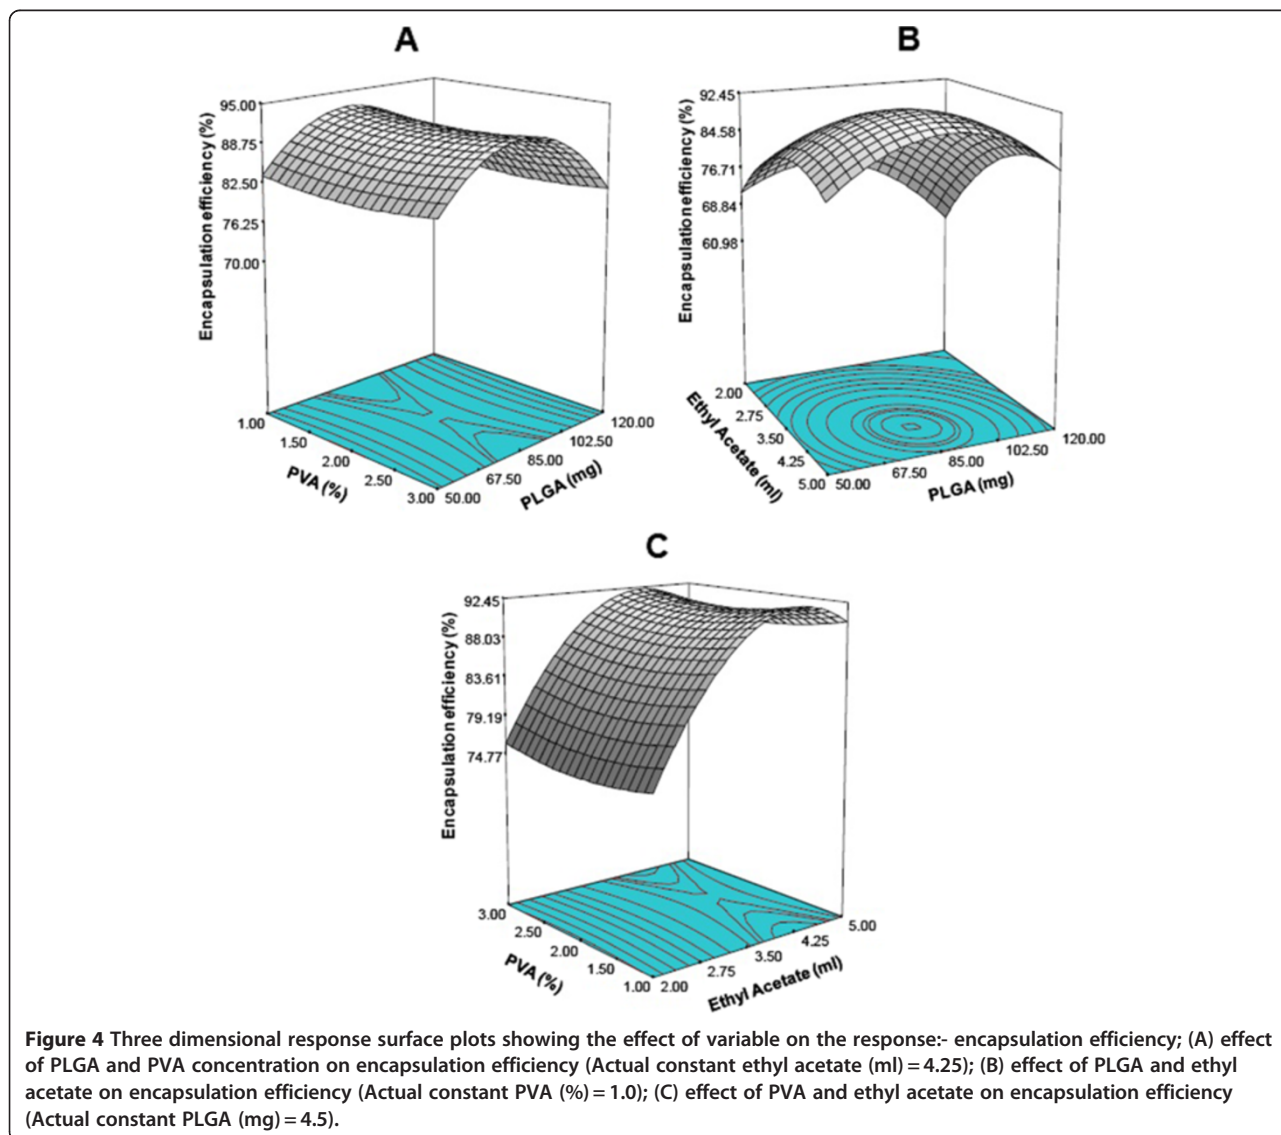 A
Encapsulation efficiency (%)
95.00
88.75
82.50
76.25
70.00
1.00
1.50
2.00
2.50
3.00
PVA (%)
50.00
67.50
85.00
102.50
120.00
PLGA (mg)
B
Encapsulation efficiency (%)
92.45
84.58
76.71
68.84
60.98
2.00
2.75
3.50
4.25
5.00
Ethyl Acetate (ml)
50.00
67.50
85.00
102.50
120.00
PLGA (mg)
C
Encapsulation efficiency (%)
92.45
88.03
83.61
79.19
74.77
3.00
2.50
2.00
1.50
1.00
PVA (%)
2.00
2.75
3.50
4.25
5.00
Ethyl Acetate (ml)
Figure 4 Three dimensional response surface plots showing the effect of variable on the response:- encapsulation efficiency; (A) effect
of PLGA and PVA concentration on encapsulation efficiency (Actual constant ethyl acetate (ml) = 4.25); (B) effect of PLGA and ethyl
acetate on encapsulation efficiency (Actual constant PVA (%) = 1.0); (C) effect of PVA and ethyl acetate on encapsulation efficiency
(Actual constant PLGA (mg) = 4.5).